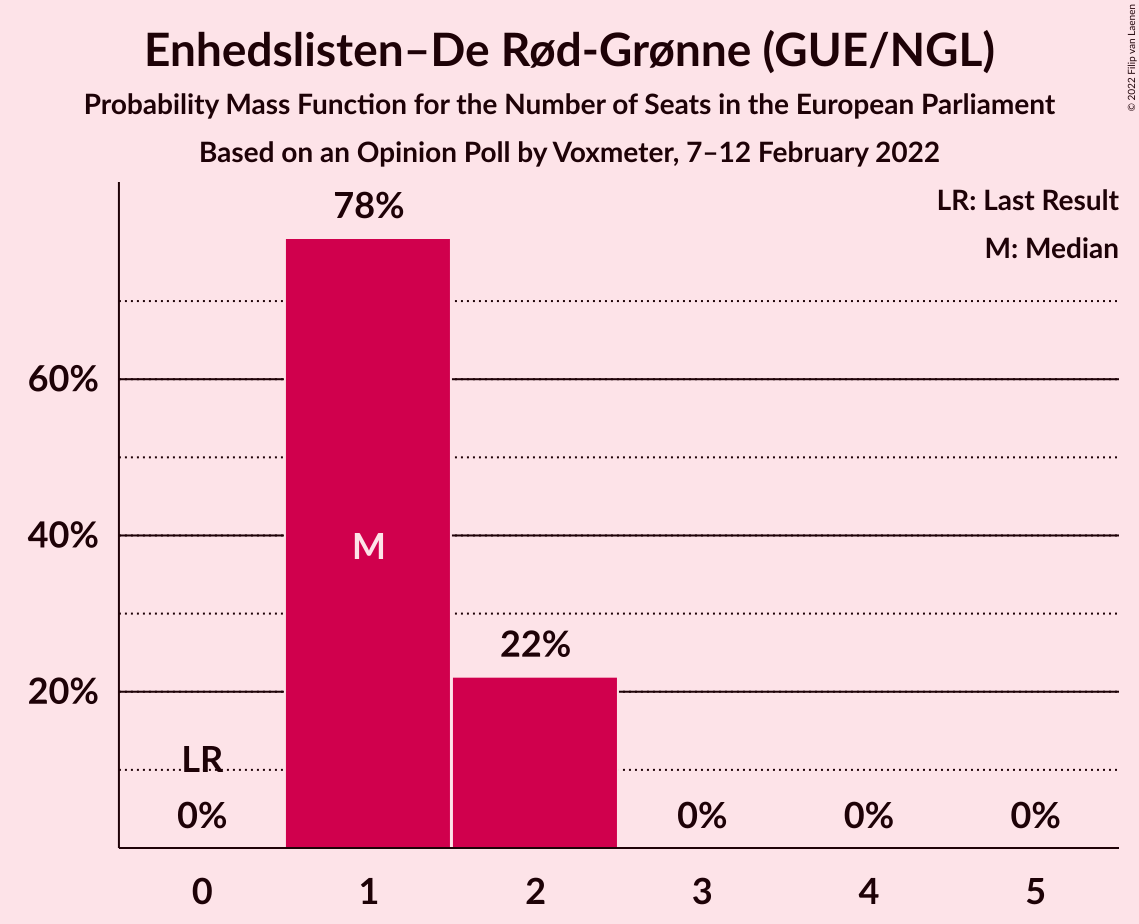 Enhedslisten–De Rød-Grønne (GUE/NGL)
Probability Mass Function for the Number of Seats in the European Parliament
Based on an Opinion Poll by Voxmeter, 7–12 February 2022
© 2022 Filip van Laenen
LR: Last Result
M: Median
78%
60%
40%
M
22%
20%
LR
0%
0%
0%
0%
0
1
2
3
4
5